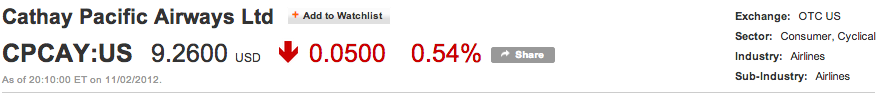 Cathay Pacific Airways Ltd + Add to Watchlist
CPCAY:US 9.2600 USD 0.0500 0.54% Share
As of 20:10:00 ET on 11/02/2012.
Exchange: OTC US
Sector: Consumer, Cyclical
Industry: Airlines
Sub-Industry: Airlines